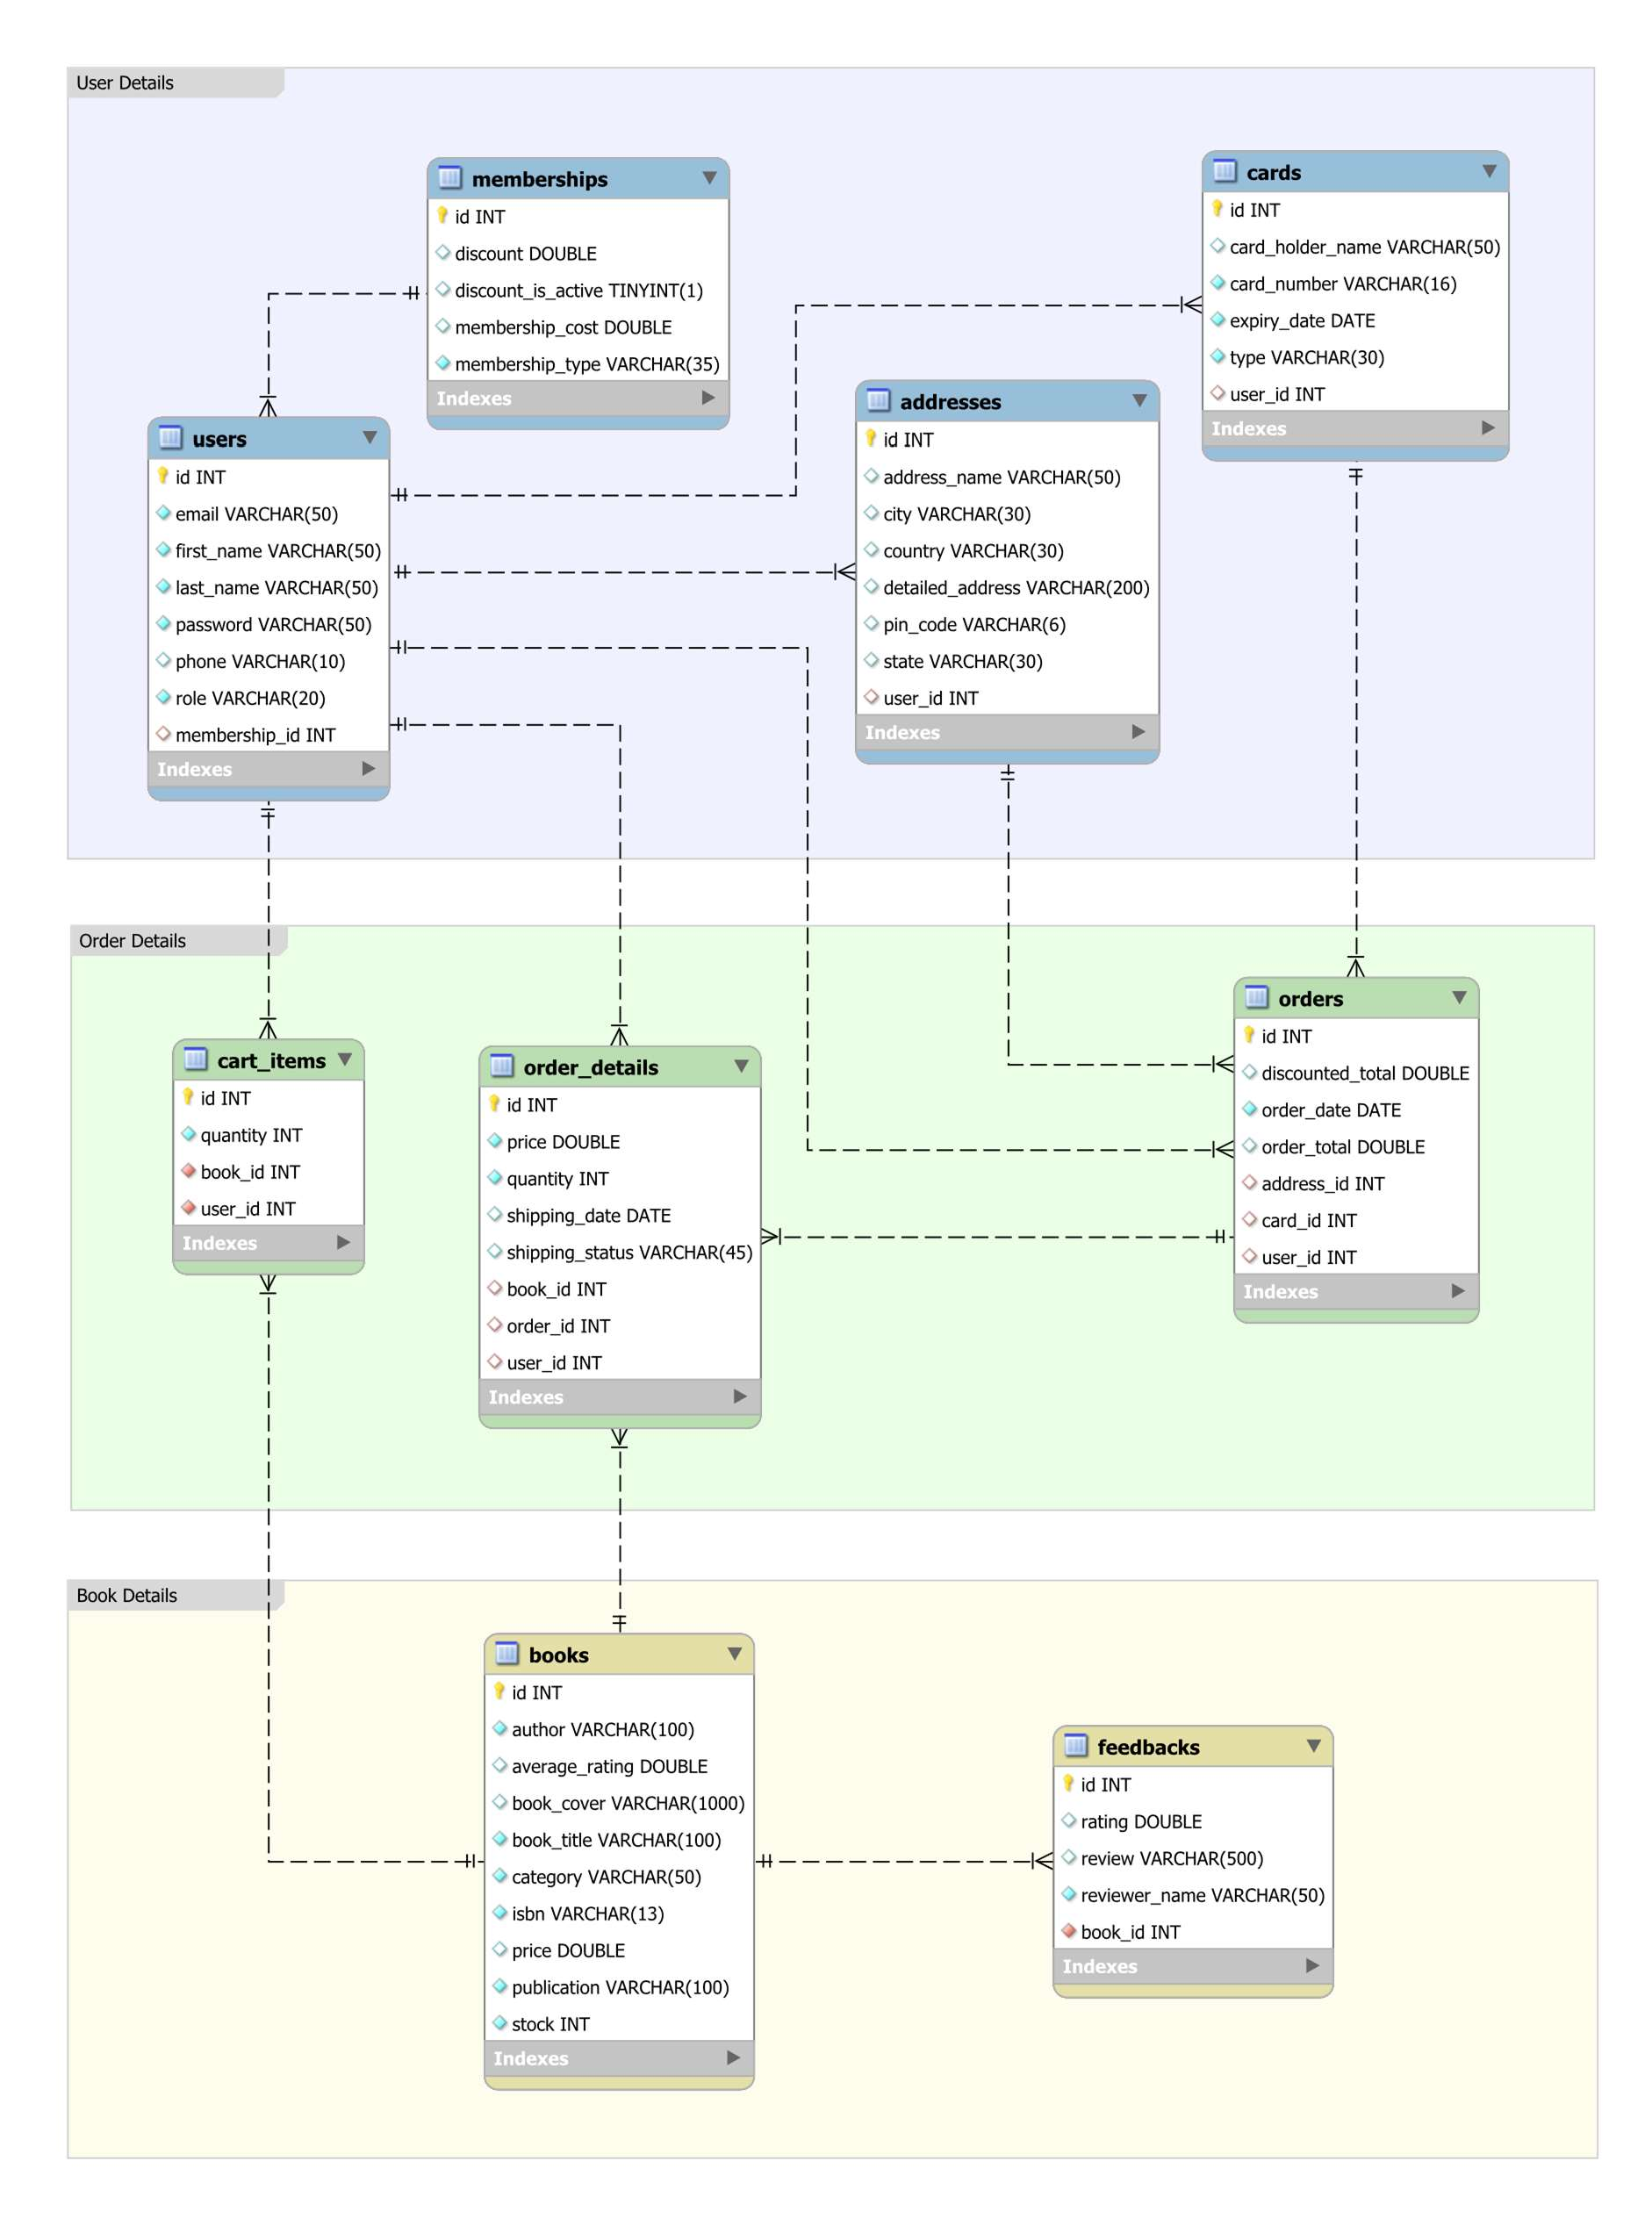 User Details
memberships
id INT
discount DOUBLE
discount_is_active TINYINT(1)
membership_cost DOUBLE
membership_type VARCHAR(35)
Indexes
cards
id INT
card_holder_name VARCHAR(50)
card_number VARCHAR(16)
expiry_date DATE
type VARCHAR(30)
user_id INT
Indexes
users
id INT
email VARCHAR(50)
first_name VARCHAR(50)
last_name VARCHAR(50)
password VARCHAR(50)
phone VARCHAR(10)
role VARCHAR(20)
membership_id INT
Indexes
addresses
id INT
address_name VARCHAR(50)
city VARCHAR(30)
country VARCHAR(30)
detailed_address VARCHAR(200)
pin_code VARCHAR(6)
state VARCHAR(30)
user_id INT
Indexes
Order Details
cart_items
id INT
quantity INT
book_id INT
user_id INT
Indexes
order_details
id INT
price DOUBLE
quantity INT
shipping_date DATE
shipping_status VARCHAR(45)
book_id INT
order_id INT
user_id INT
Indexes
orders
id INT
discounted_total DOUBLE
order_date DATE
order_total DOUBLE
address_id INT
card_id INT
user_id INT
Indexes
Book Details
books
id INT
author VARCHAR(100)
average_rating DOUBLE
book_cover VARCHAR(1000)
book_title VARCHAR(100)
category VARCHAR(50)
isbn VARCHAR(13)
price DOUBLE
publication VARCHAR(100)
stock INT
Indexes
feedbacks
id INT
rating DOUBLE
review VARCHAR(500)
reviewer_name VARCHAR(50)
book_id INT
Indexes